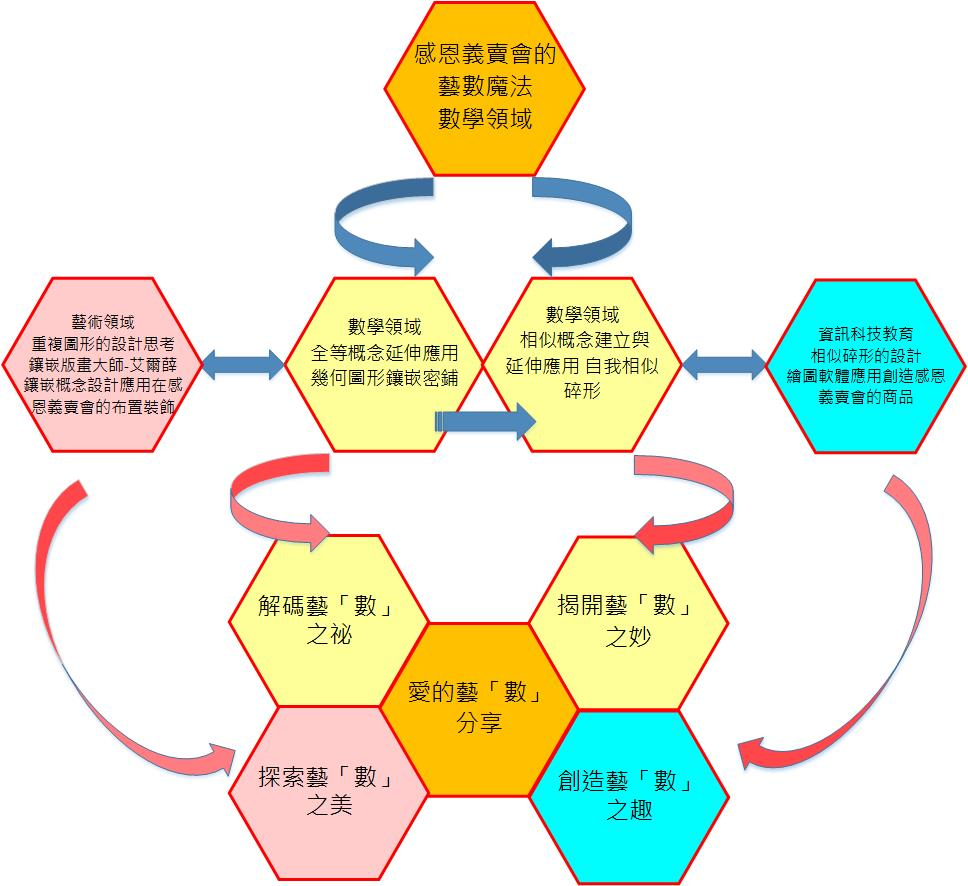 感恩義賣會的
藝數魔法
數學領域
藝術領域
重複圖形的設計思考
鑲嵌版畫大師-艾爾薛
鑲嵌概念設計應用在感
恩義賣會的布置裝飾
數學領域
全等概念延伸應用
幾何圖形鑲嵌密鋪
數學領域
相似概念建立與
延伸應用 自我相似
碎形
資訊科技教育
相似碎形的設計
繪圖軟體應用創造感恩
義賣會的商品
解碼藝「數」
之祕
揭開藝「數」
之妙
愛的藝「數」
分享
探索藝「數」
之美
創造藝「數」
之趣